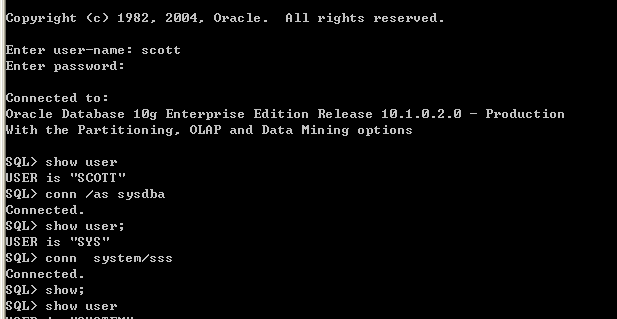 Copyright (c) 1982, 2004, Oracle.  All rights reserved.
Enter user-name: scott
Enter password:
Connected to:
Oracle Database 10g Enterprise Edition Release 10.1.0.2.0 - Production
With the Partitioning, OLAP and Data Mining options
SQL> show user
USER is "SCOTT"
SQL> conn /as sysdba
Connected.
SQL> show user;
USER is "SYS"
SQL> conn  system/sss
Connected.
SQL> show;
SQL> show user
USER is "SYSTEM"